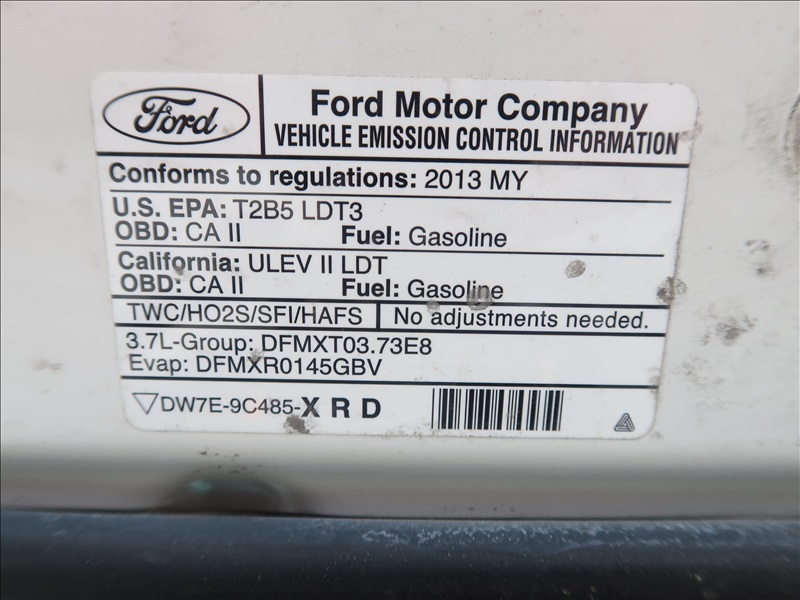 Ford
Ford Motor Company
VEHICLE EMISSION CONTROL INFORMATION
Conforms to regulations: 2013 MY
U.S. EPA: T2B5 LDT3
OBD: CA II Fuel: Gasoline
California: ULEV II LDT
OBD: CA II Fuel: Gasoline
TWC/HO2S/SFI/HAFS No adjustments needed.
3.7L-Group: DFMXT03.73E8
Evap: DFMXR0145GBV
DW7E-9C485-X R D